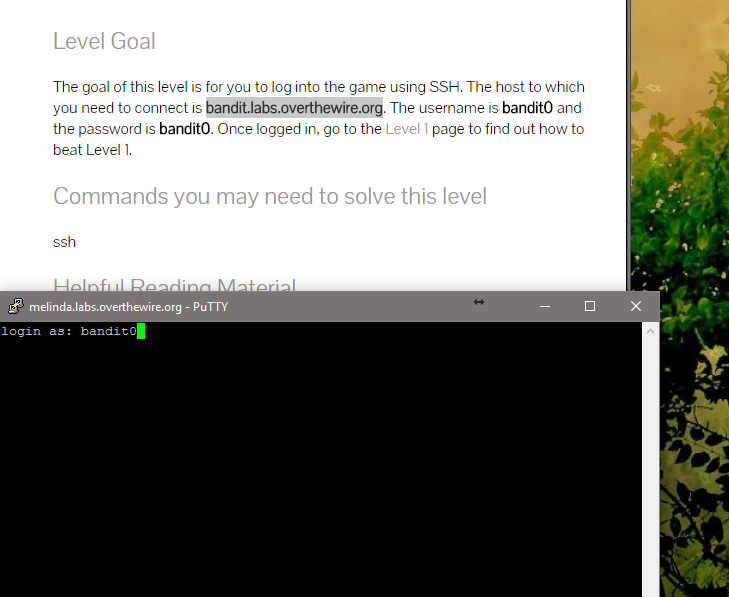 Level Goal
The goal of this level is for you to log into the game using SSH. The host to which
you need to connect is bandit.labs.overthewire.org. The username is bandit0 and
the password is bandit0. Once logged in, go to the Level 1 page to find out how to
beat Level 1.
Commands you may need to solve this level
ssh
Helpful Reading Material
melinda.labs.overthewire.org - PuTTY
login as: bandit0